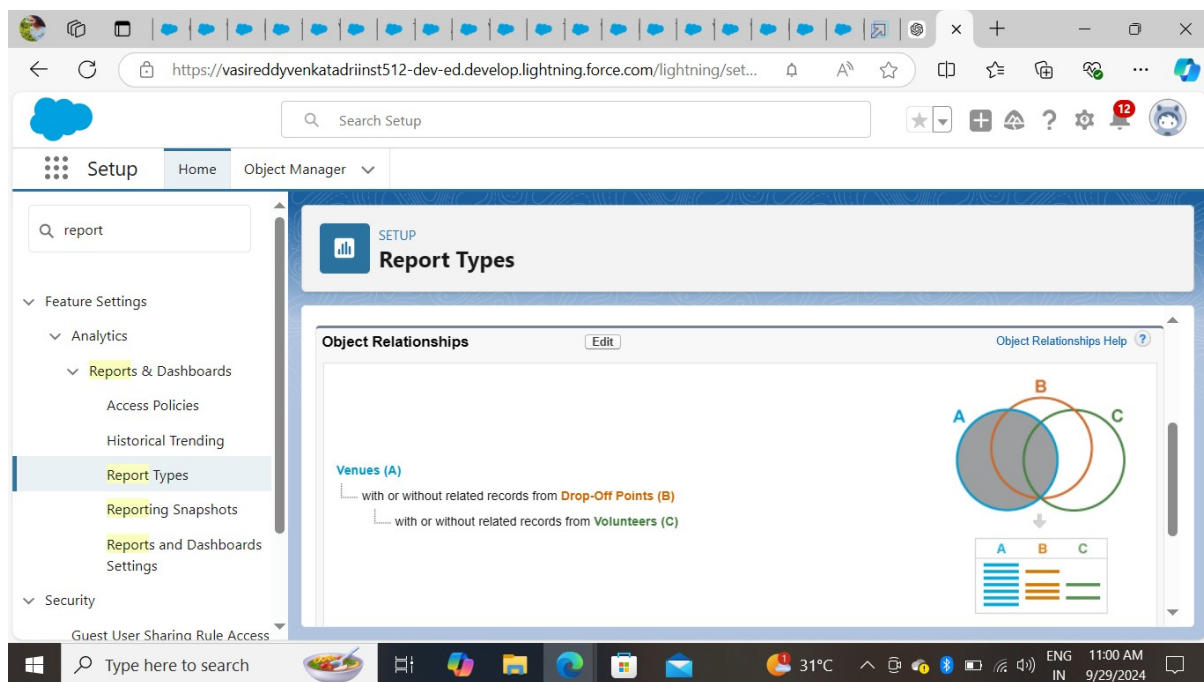 https://vasireddyvenkatadriinst512-dev-ed.develop.lightning.force.com/lightning/set...
Search Setup
12
Setup
Home
Object Manager
report
SETUP
Report Types
Feature Settings
Analytics
Reports & Dashboards
Access Policies
Historical Trending
Report Types
Reporting Snapshots
Reports and Dashboards
Settings
Security
Guest User Sharing Rule Access
Object Relationships
Edit
Object Relationships Help ?
Venues (A)
with or without related records from Drop-Off Points (B)
with or without related records from Volunteers (C)
B
A
C
A B C
Type here to search
31°C
ENG
IN
11:00 AM
9/29/2024